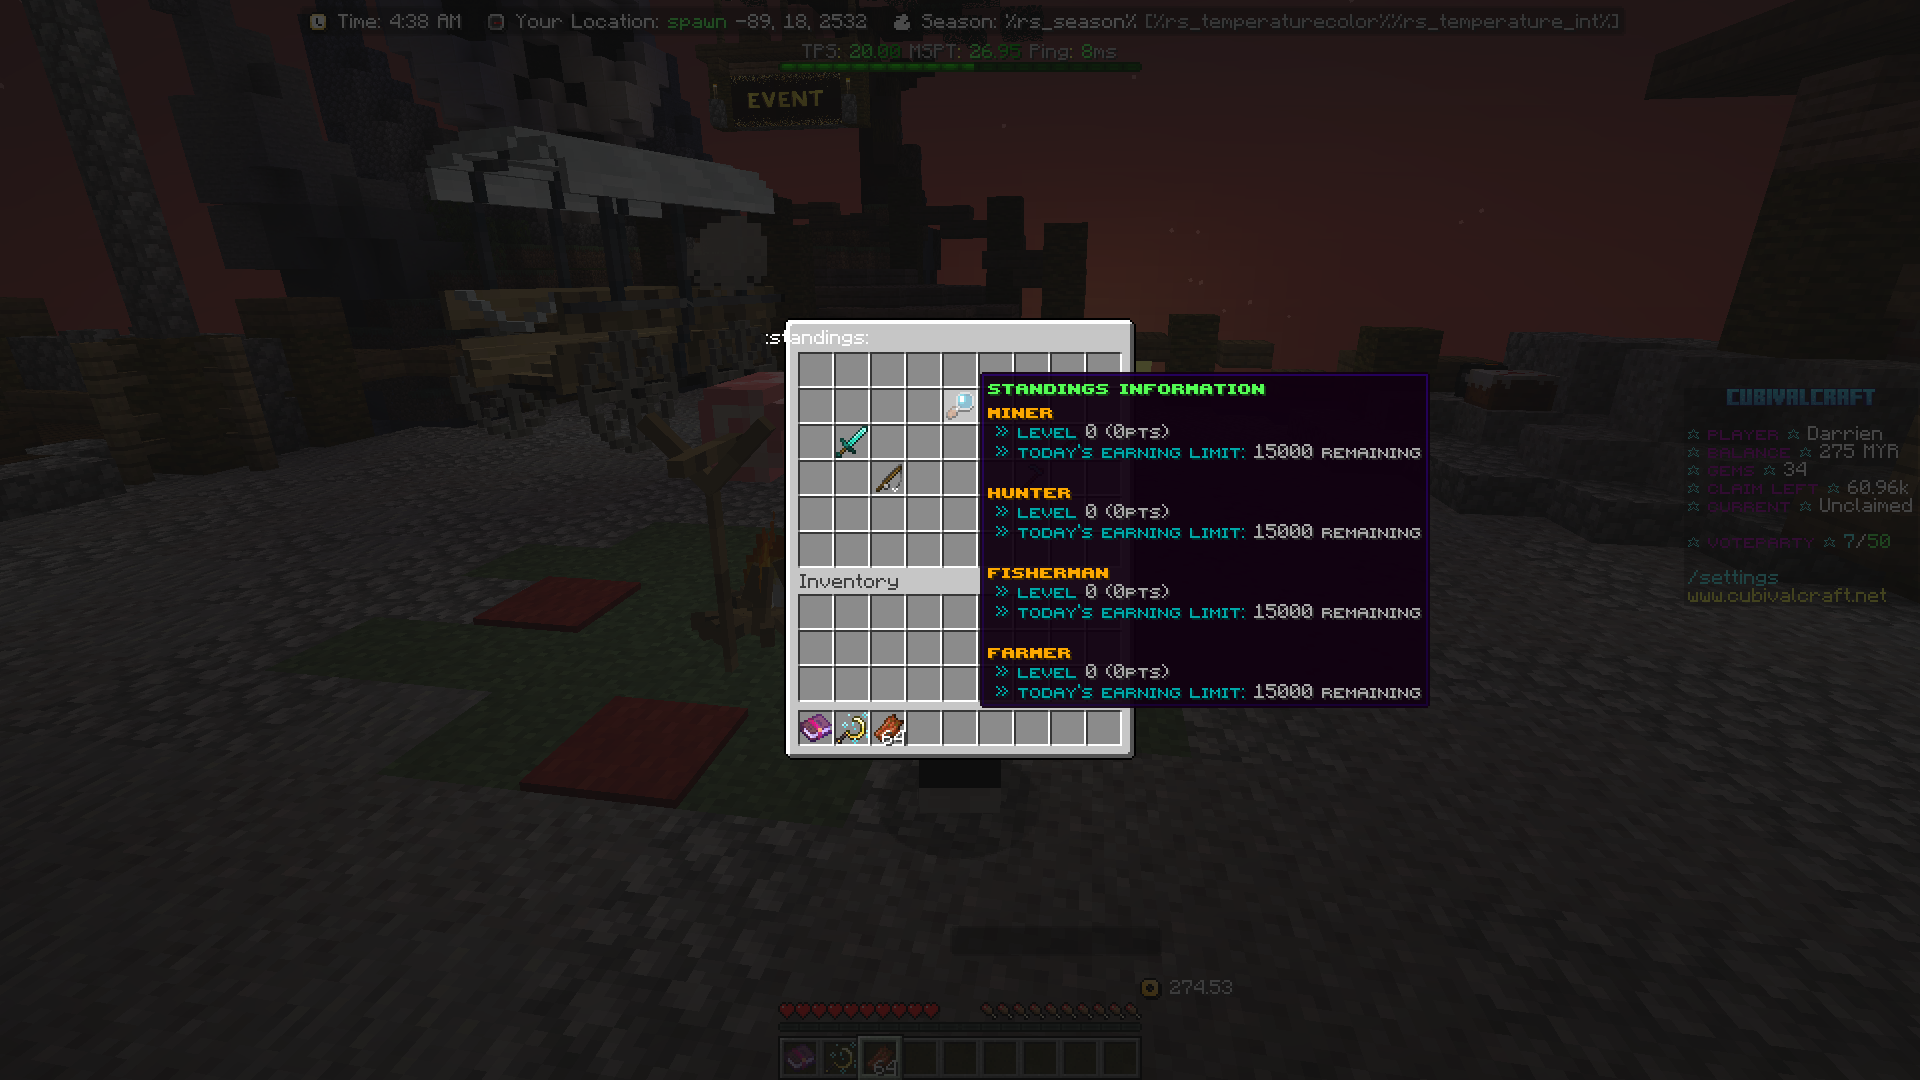 Time: 4:38 AM Your Location: spawn -89, 18, 2532 Season: %rs_season% [%rs_temperaturecolor%%rs_temperature_int%]
TPS: 20.00 MSPT: 26.95 Ping: 8ms
EVENT
:standings:
STANDINGS INFORMATION
MINER
» LEVEL 0 (0PTS)
» TODAY'S EARNING LIMIT: 15000 REMAINING
HUNTER
» LEVEL 0 (0PTS)
» TODAY'S EARNING LIMIT: 15000 REMAINING
FISHERMAN
» LEVEL 0 (0PTS)
» TODAY'S EARNING LIMIT: 15000 REMAINING
FARMER
» LEVEL 0 (0PTS)
» TODAY'S EARNING LIMIT: 15000 REMAINING
Inventory
64
CUBIVALCRAFT
☆ PLAYER ☆ Darrien
☆ BALANCE ☆ 275 MYR
☆ GEMS ☆ 34
☆ CLAIM LEFT ☆ 60.96k
☆ CURRENT ☆ Unclaimed
☆ VOTEPARTY ☆ 7/50
/settings
www.cubivalcraft.net
274.53
64